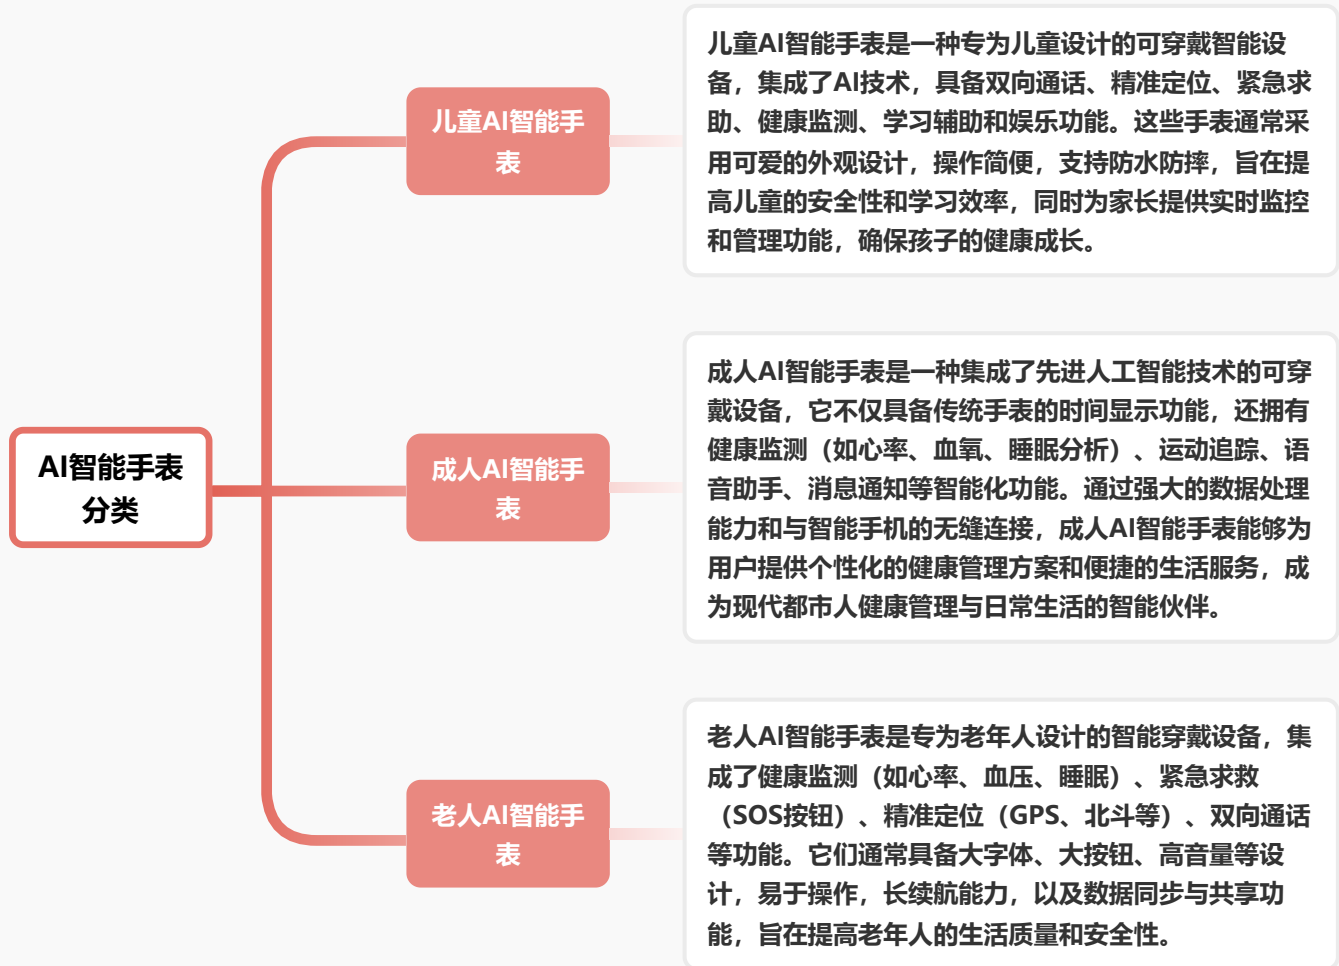 AI智能手表
分类
儿童AI智能手
表
儿童AI智能手表是一种专为儿童设计的可穿戴智能设
备，集成了AI技术，具备双向通话、精准定位、紧急求
助、健康监测、学习辅助和娱乐功能。这些手表通常采
用可爱的外观设计，操作简便，支持防水防摔，旨在提
高儿童的安全性和学习效率，同时为家长提供实时监控
和管理功能，确保孩子的健康成长。
成人AI智能手
表
成人AI智能手表是一种集成了先进人工智能技术的可穿
戴设备，它不仅具备传统手表的时间显示功能，还拥有
健康监测（如心率、血氧、睡眠分析）、运动追踪、语
音助手、消息通知等智能化功能。通过强大的数据处理
能力和与智能手机的无缝连接，成人AI智能手表能够为
用户提供个性化的健康管理方案和便捷的生活服务，成
为现代都市人健康管理与日常生活的智能伙伴。
老人AI智能手
表
老人AI智能手表是专为老年人设计的智能穿戴设备，集
成了健康监测（如心率、血压、睡眠）、紧急求救
（SOS按钮）、精准定位（GPS、北斗等）、双向通话
等功能。它们通常具备大字体、大按钮、高音量等设
计，易于操作，长续航能力，以及数据同步与共享功
能，旨在提高老年人的生活质量和安全性。